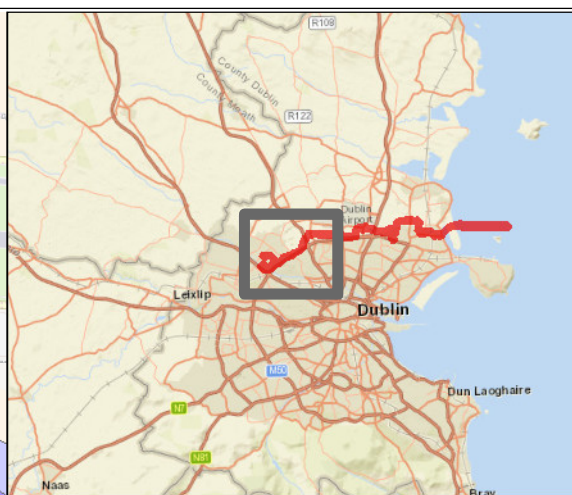 R108
County Dublin
County Meath
R122
Dublin
Airport
Leixlip
Dublin
M50
Dun Laoghaire
N7
N81
Naas
Bray